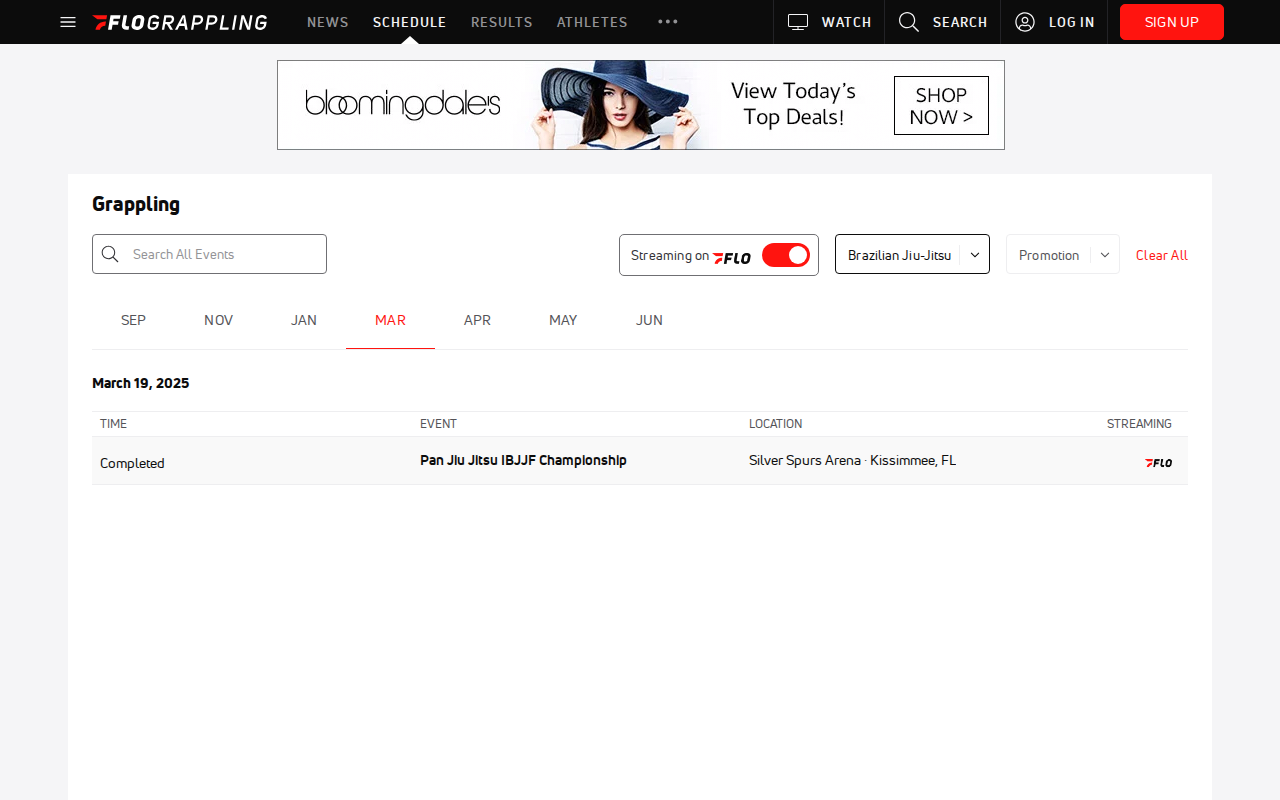 FLOGRAPPLING NEWS SCHEDULE RESULTS ATHLETES WATCH SEARCH LOG IN SIGN UP
bloomingdale's
View Today's
Top Deals!
SHOP
NOW >
Grappling
Search All Events
Streaming on FLO
Brazilian Jiu-Jitsu
Promotion
Clear All
SEP NOV JAN MAR APR MAY JUN
March 19, 2025
TIME EVENT LOCATION STREAMING
Completed Pan Jiu Jitsu IBJJF Championship Silver Spurs Arena · Kissimmee, FL FLO